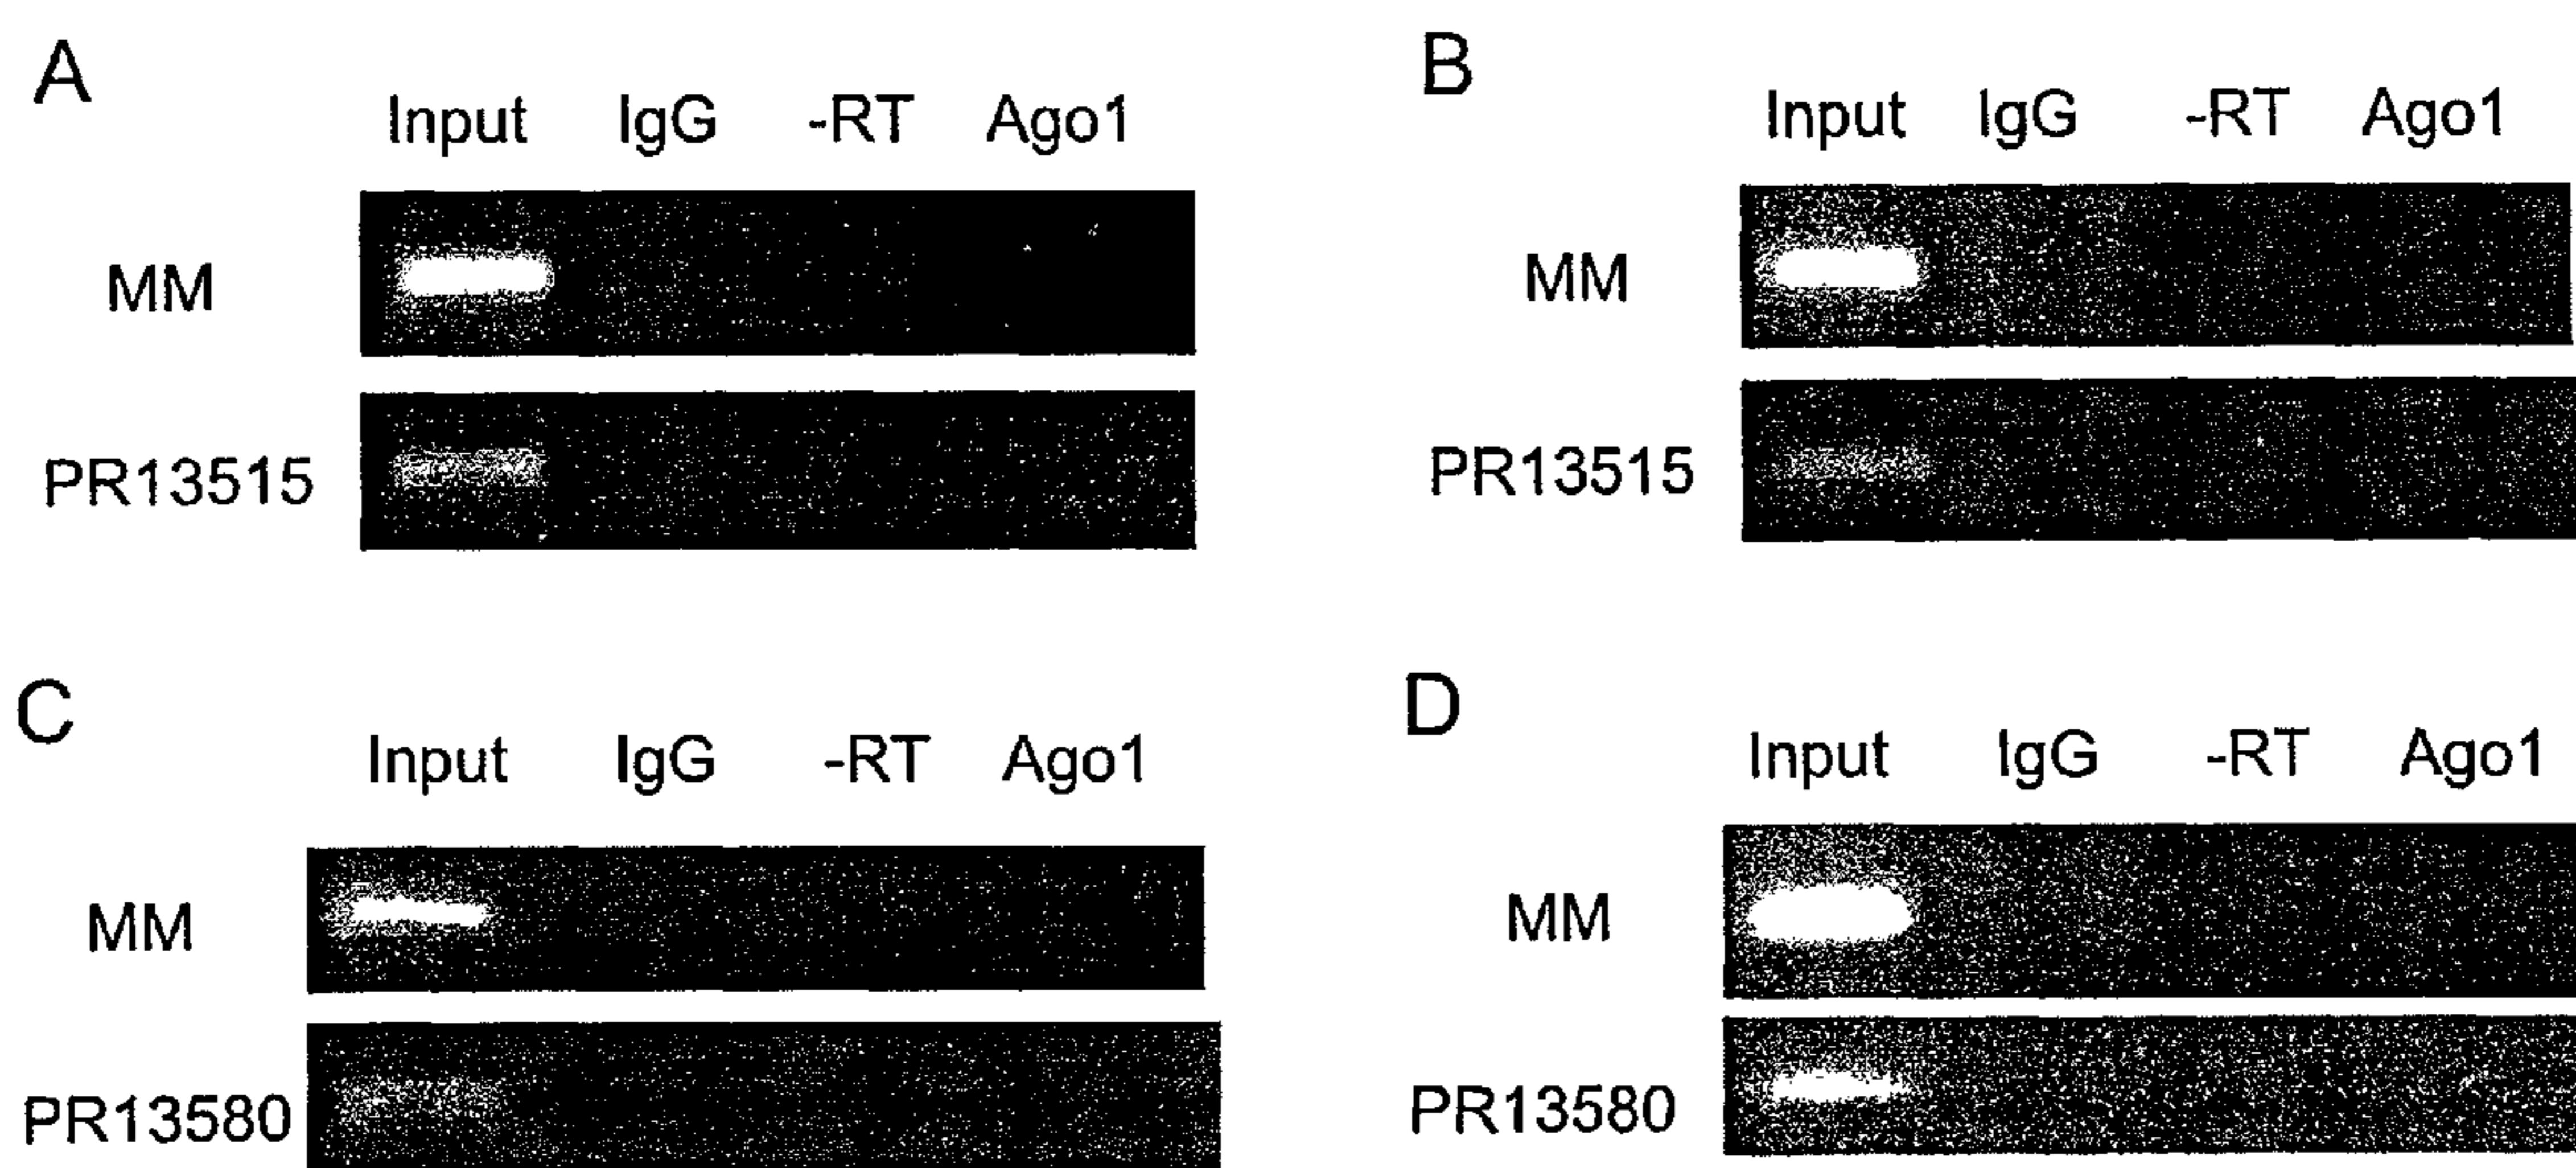 A
Input IgG -RT Ago1
MM
PR13515
B
Input IgG -RT Ago1
MM
PR13515
C
Input IgG -RT Ago1
MM
PR13580
D
Input IgG -RT Ago1
MM
PR13580